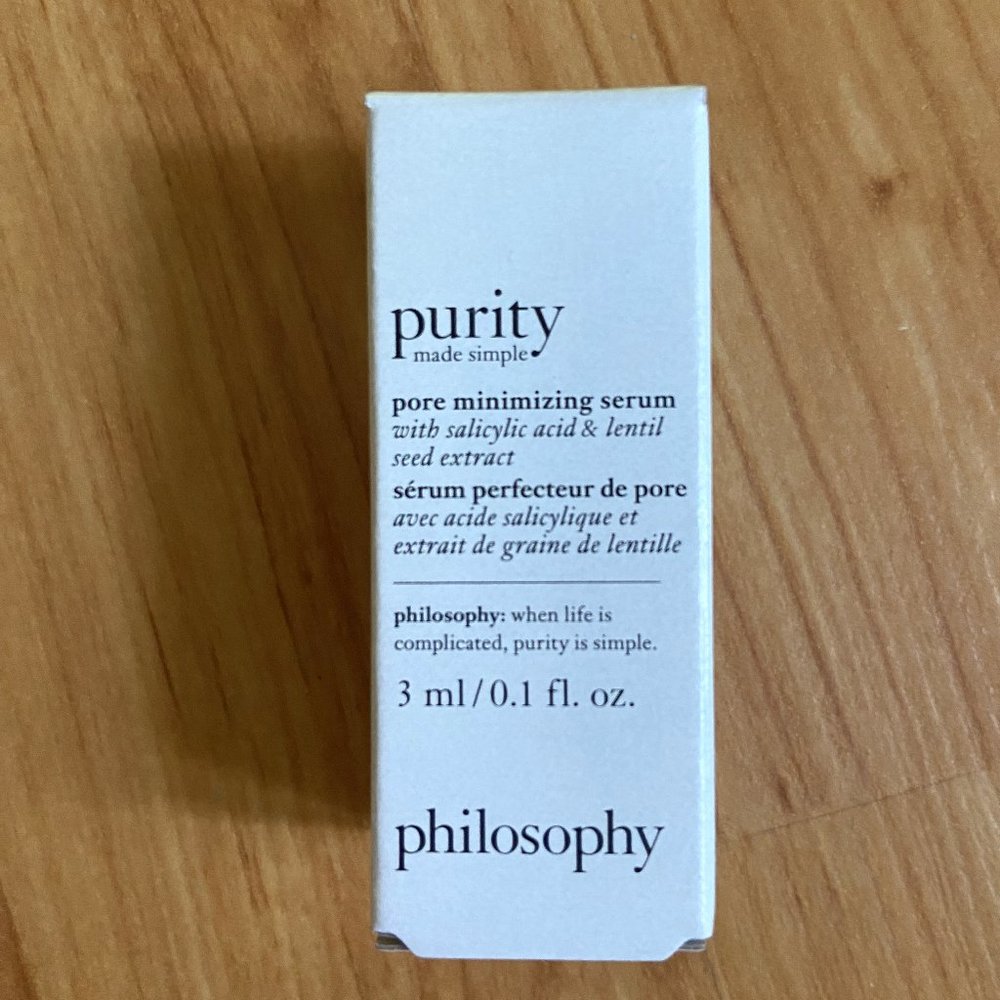 purity
made simple
pore minimizing serum
with salicylic acid & lentil
seed extract
sérum perfecteur de pore
avec acide salicylique et
extrait de graine de lentille
philosophy: when life is
complicated, purity is simple.
3 ml/0.1 fl. oz.
philosophy